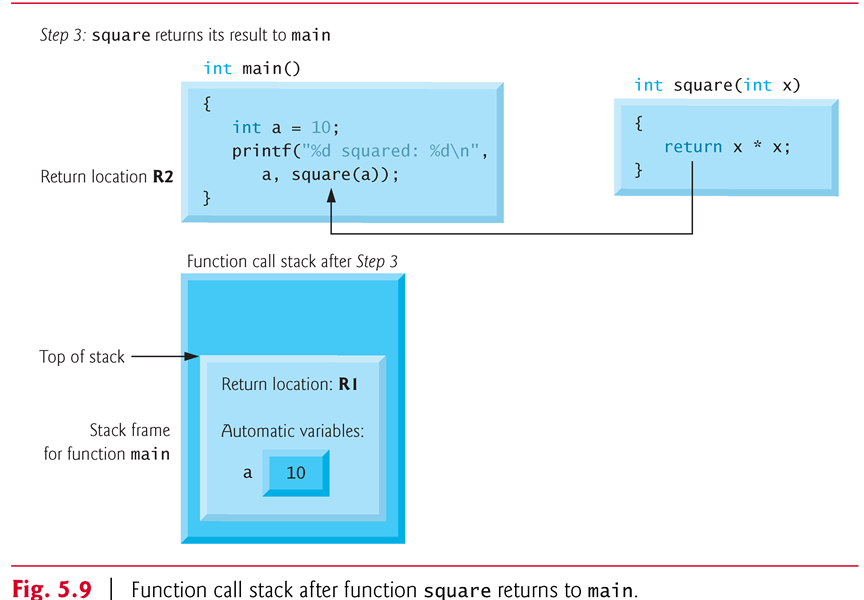 Step 3: square returns its result to main
int main()
{
int a = 10;
printf("%d squared: %d\n",
a, square(a));
}
Return location R2
int square(int x)
{
return x * x;
}
Function call stack after Step 3
Top of stack
Return location: R1
Stack frame
for function main
Automatic variables:
a 10
Fig. 5.9 | Function call stack after function square returns to main.